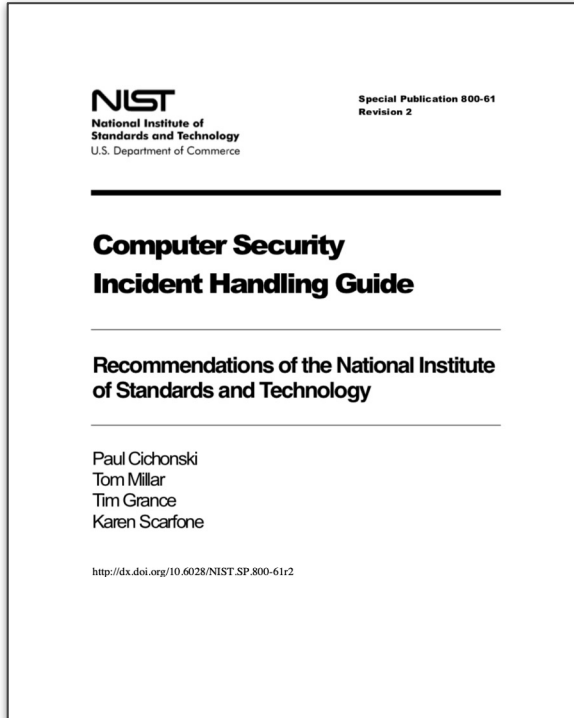 NIST
National Institute of
Standards and Technology
U.S. Department of Commerce
Special Publication 800-61
Revision 2
Computer Security
Incident Handling Guide
Recommendations of the National Institute
of Standards and Technology
Paul Cichonski
Tom Millar
Tim Grance
Karen Scarfone
http://dx.doi.org/10.6028/NIST.SP.800-61r2